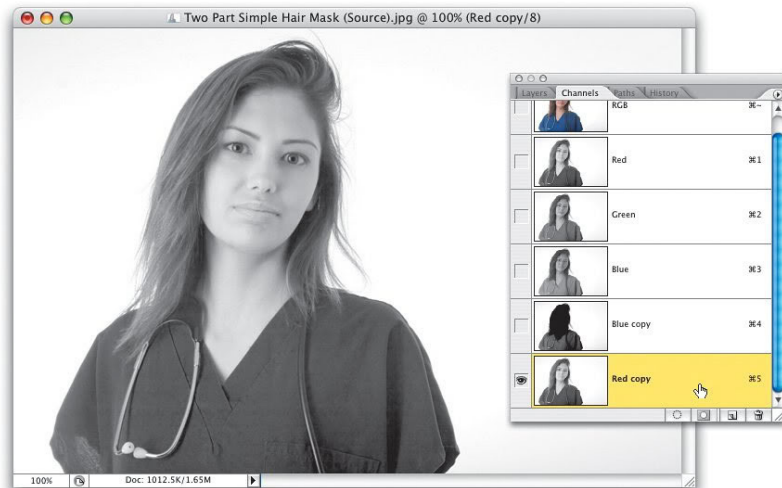 Two Part Simple Hair Mask (Source).jpg @ 100% (Red copy/8)
Layers Channels Paths History
RGB ⌘~
Red ⌘1
Green ⌘2
Blue ⌘3
Blue copy ⌘4
Red copy ⌘5
100% Doc: 1012.5K/1.65M